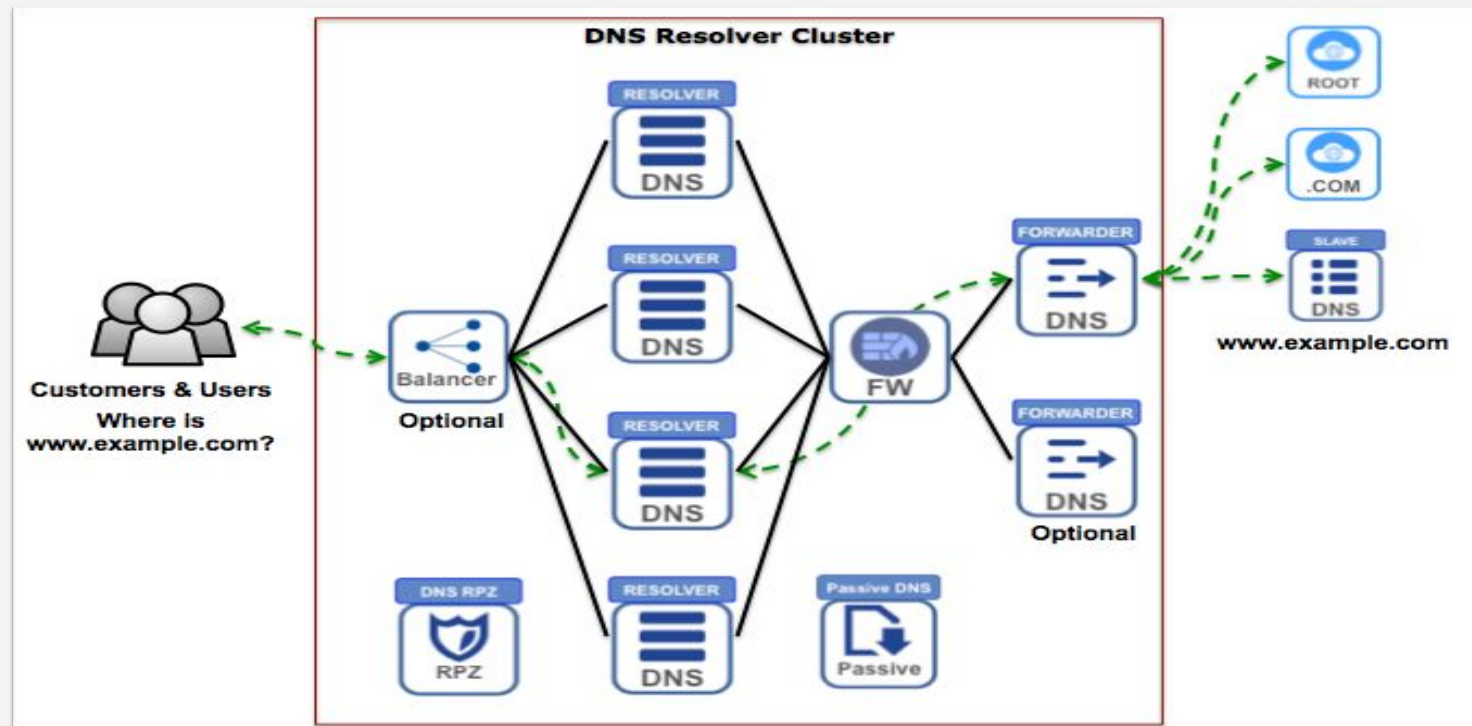 DNS Resolver Cluster
RESOLVER
DNS
RESOLVER
DNS
RESOLVER
DNS
RESOLVER
DNS
Customers & Users
Where is
www.example.com?
Balancer
Optional
FW
FORWARDER
DNS
FORWARDER
DNS
Optional
ROOT
.COM
SLAVE
DNS
www.example.com
DNS RPZ
RPZ
Passive DNS
Passive